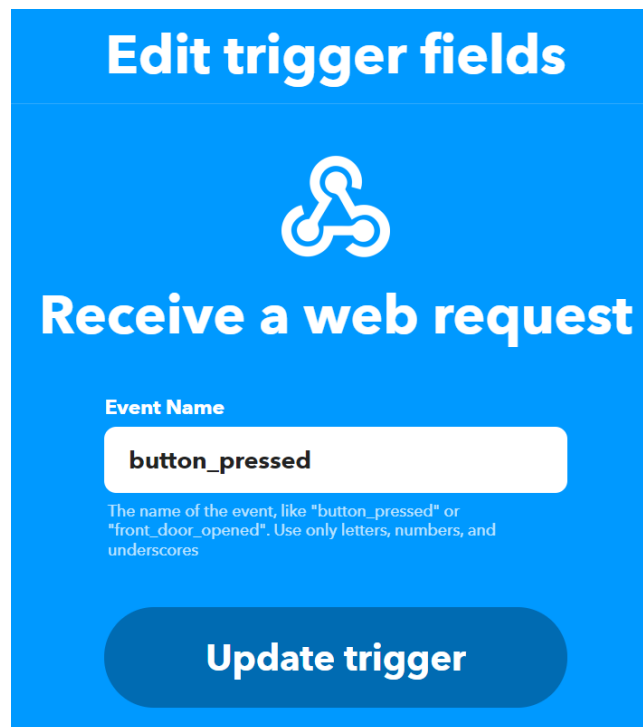 Edit trigger fields
Receive a web request
Event Name
button_pressed
The name of the event, like "button_pressed" or
"front_door_opened". Use only letters, numbers, and
underscores
Update trigger